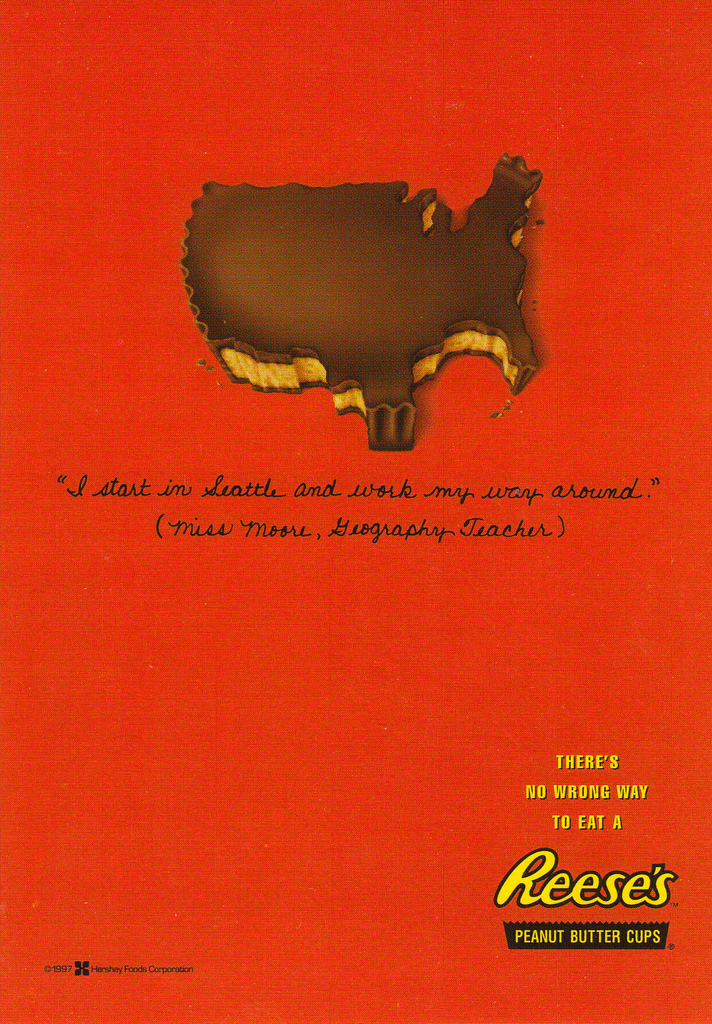 “I start in Seattle and work my way around.”
(Miss Moore, Geography Teacher)
THERE'S
NO WRONG WAY
TO EAT A
Reese's™
PEANUT BUTTER CUPS®
©1997 Hershey Foods Corporation